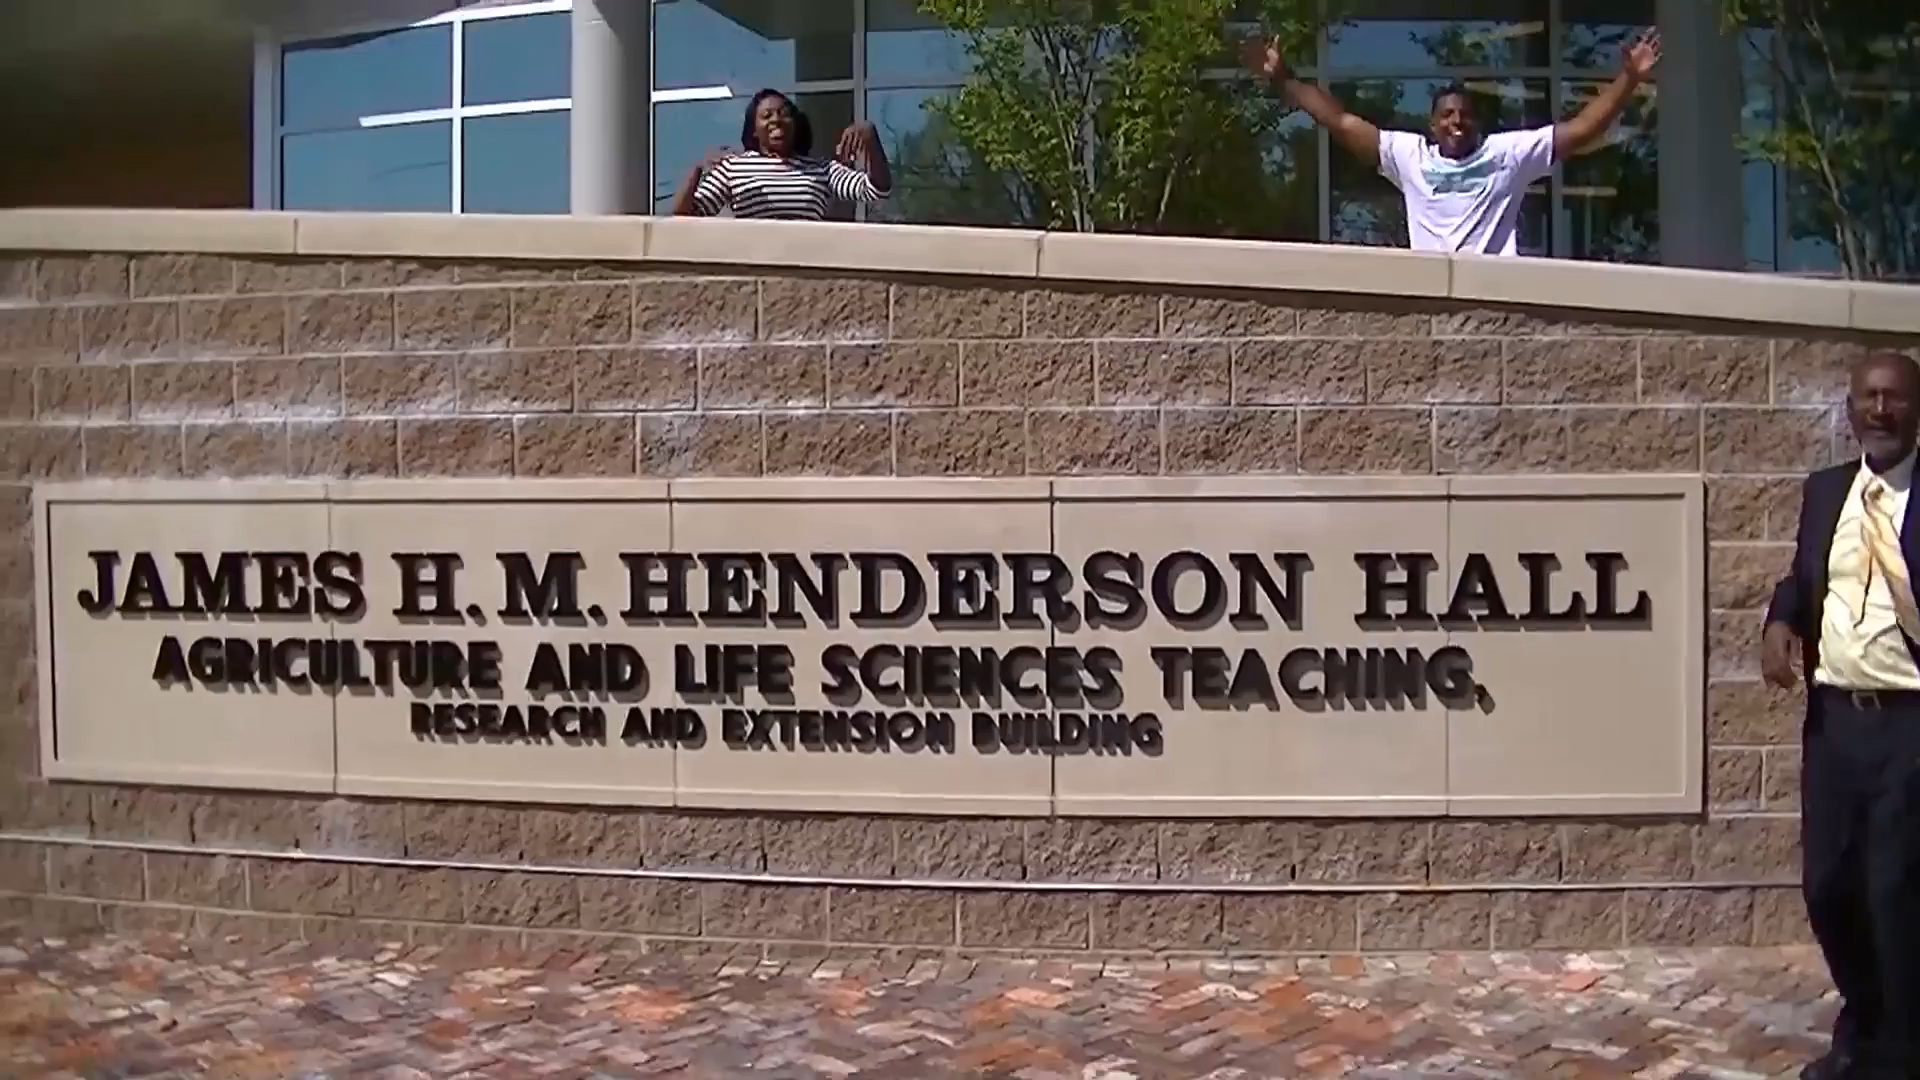 JAMES H. M. HENDERSON HALL
AGRICULTURE AND LIFE SCIENCES TEACHING,
RESEARCH AND EXTENSION BUILDING